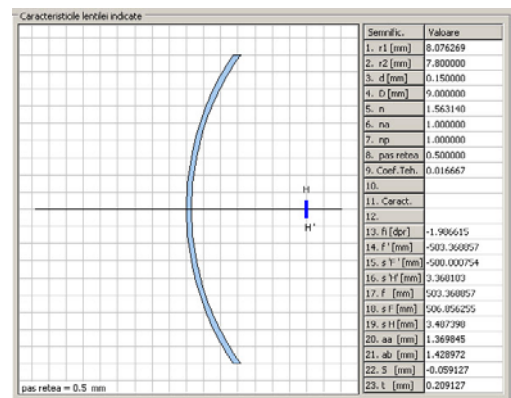 Caracteristicile lentilei indicate
H
H'
pas retea = 0.5 mm
Semnific. Valoare
1. r1 [mm] 8.076269
2. r2 [mm] 7.800000
3. d [mm] 0.150000
4. D [mm] 9.000000
5. n 1.563140
6. na 1.000000
7. np 1.000000
8. pas retea 0.500000
9. Coef.Teh. 0.016667
10.
11. Caract.
12.
13. fi [dpr] -1.986615
14. f' [mm] -503.368857
15. s'F' [mm] -500.000754
16. s'H' [mm] 3.368103
17. f [mm] 503.368857
18. sF [mm] 506.856255
19. sH [mm] 3.487398
20. aa [mm] 1.369845
21. ab [mm] 1.428972
22. S [mm] -0.059127
23. t [mm] 0.209127